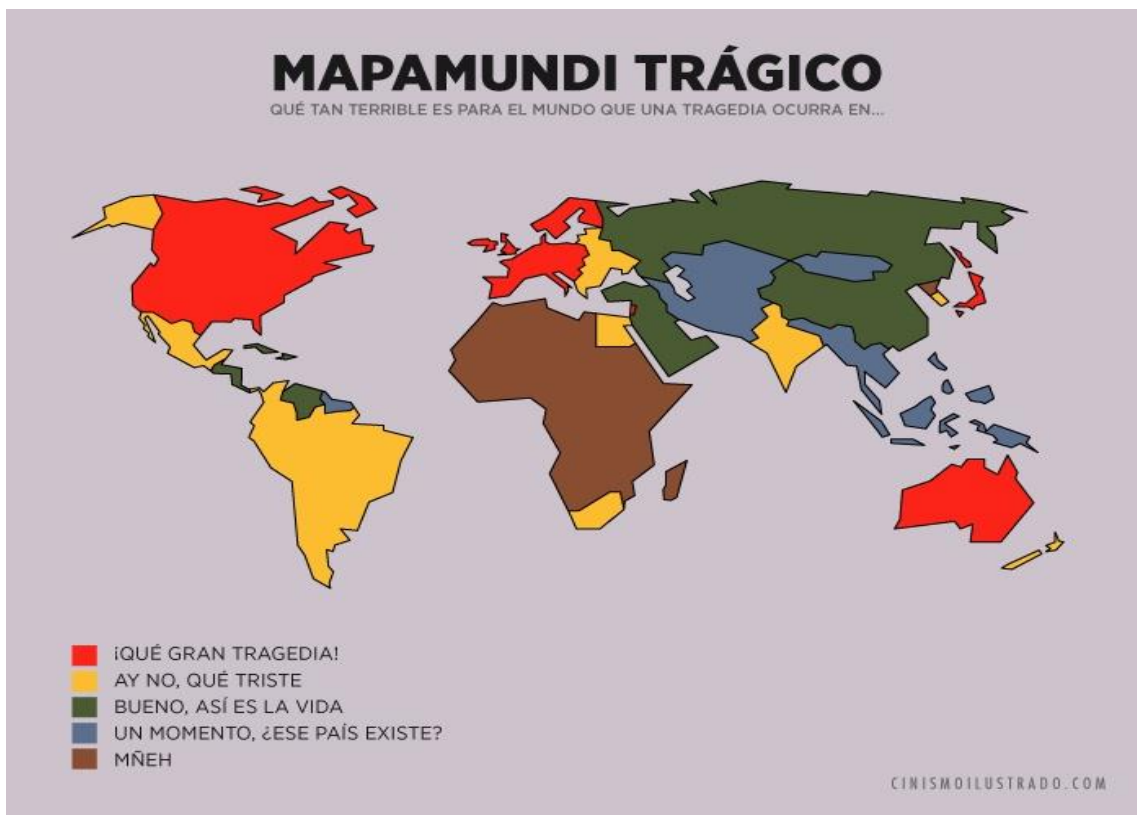 MAPAMUNDI TRÁGICO
QUÉ TAN TERRIBLE ES PARA EL MUNDO QUE UNA TRAGEDIA OCURRA EN...
¡QUÉ GRAN TRAGEDIA!
AY NO, QUÉ TRISTE
BUENO, ASÍ ES LA VIDA
UN MOMENTO, ¿ESE PAÍS EXISTE?
MÑEH
CINISMOILUSTRADO.COM